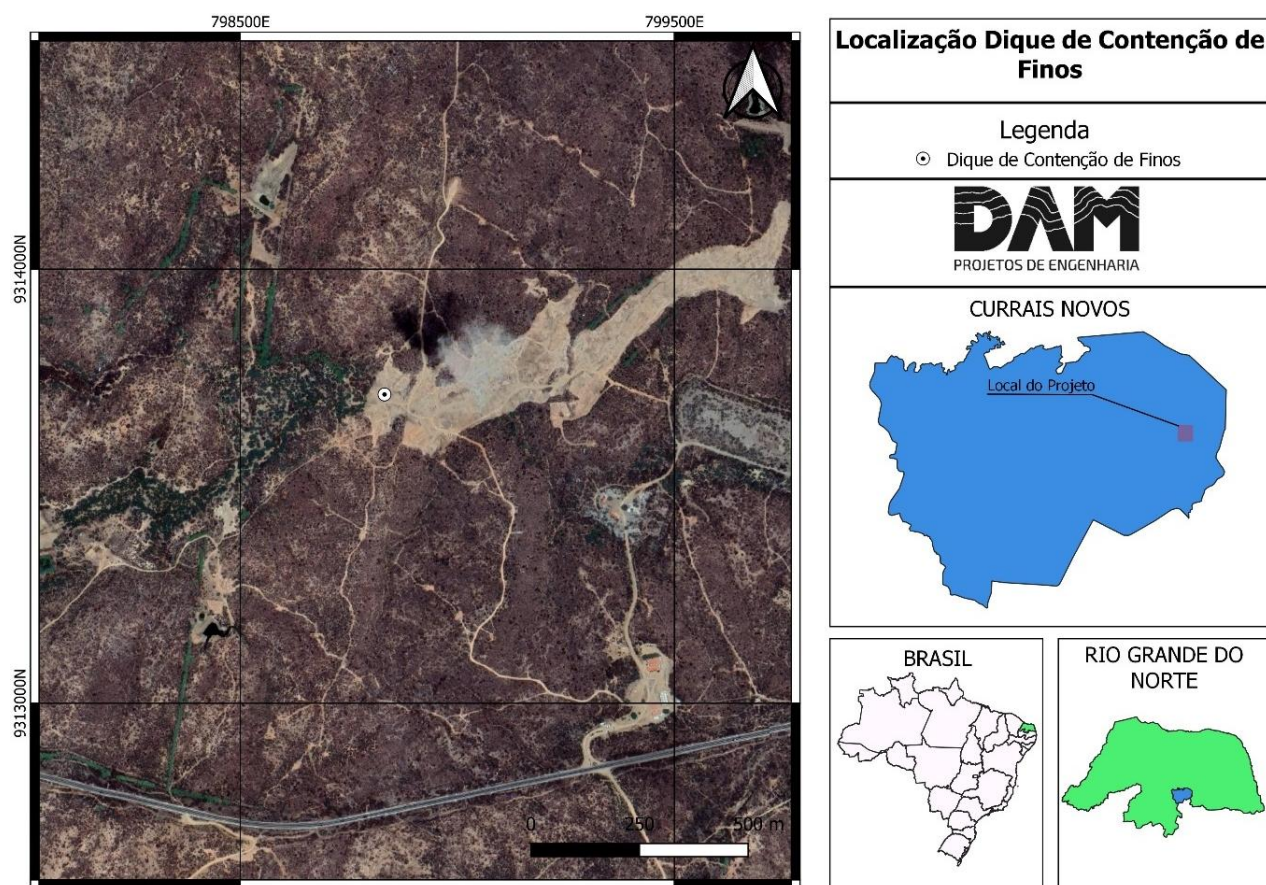 798500E
799500E
9314000N
9313000N
0
250
500 m
Localização Dique de Contenção de
Finos
Legenda
Dique de Contenção de Finos
DAM
PROJETOS DE ENGENHARIA
CURRAIS NOVOS
Local do Projeto
BRASIL
RIO GRANDE DO
NORTE